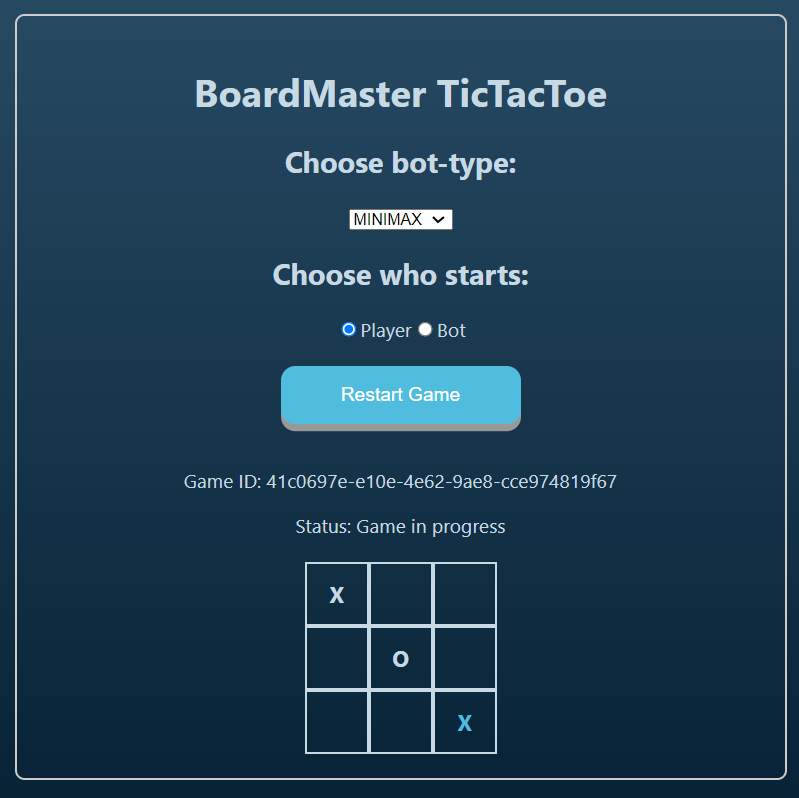 BoardMaster TicTacToe
Choose bot-type:
MINIMAX
Choose who starts:
Player Bot
Restart Game
Game ID: 41c0697e-e10e-4e62-9ae8-cce974819f67
Status: Game in progress
X
O
X